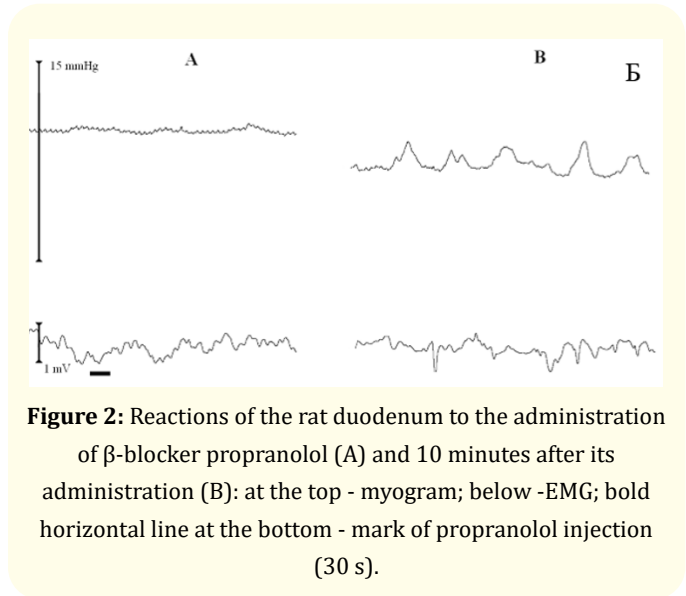 A
B
Б
15 mmHg
1 mV
Figure 2: Reactions of the rat duodenum to the administration
of β-blocker propranolol (A) and 10 minutes after its
administration (B): at the top - myogram; below -EMG; bold
horizontal line at the bottom - mark of propranolol injection
(30 s).